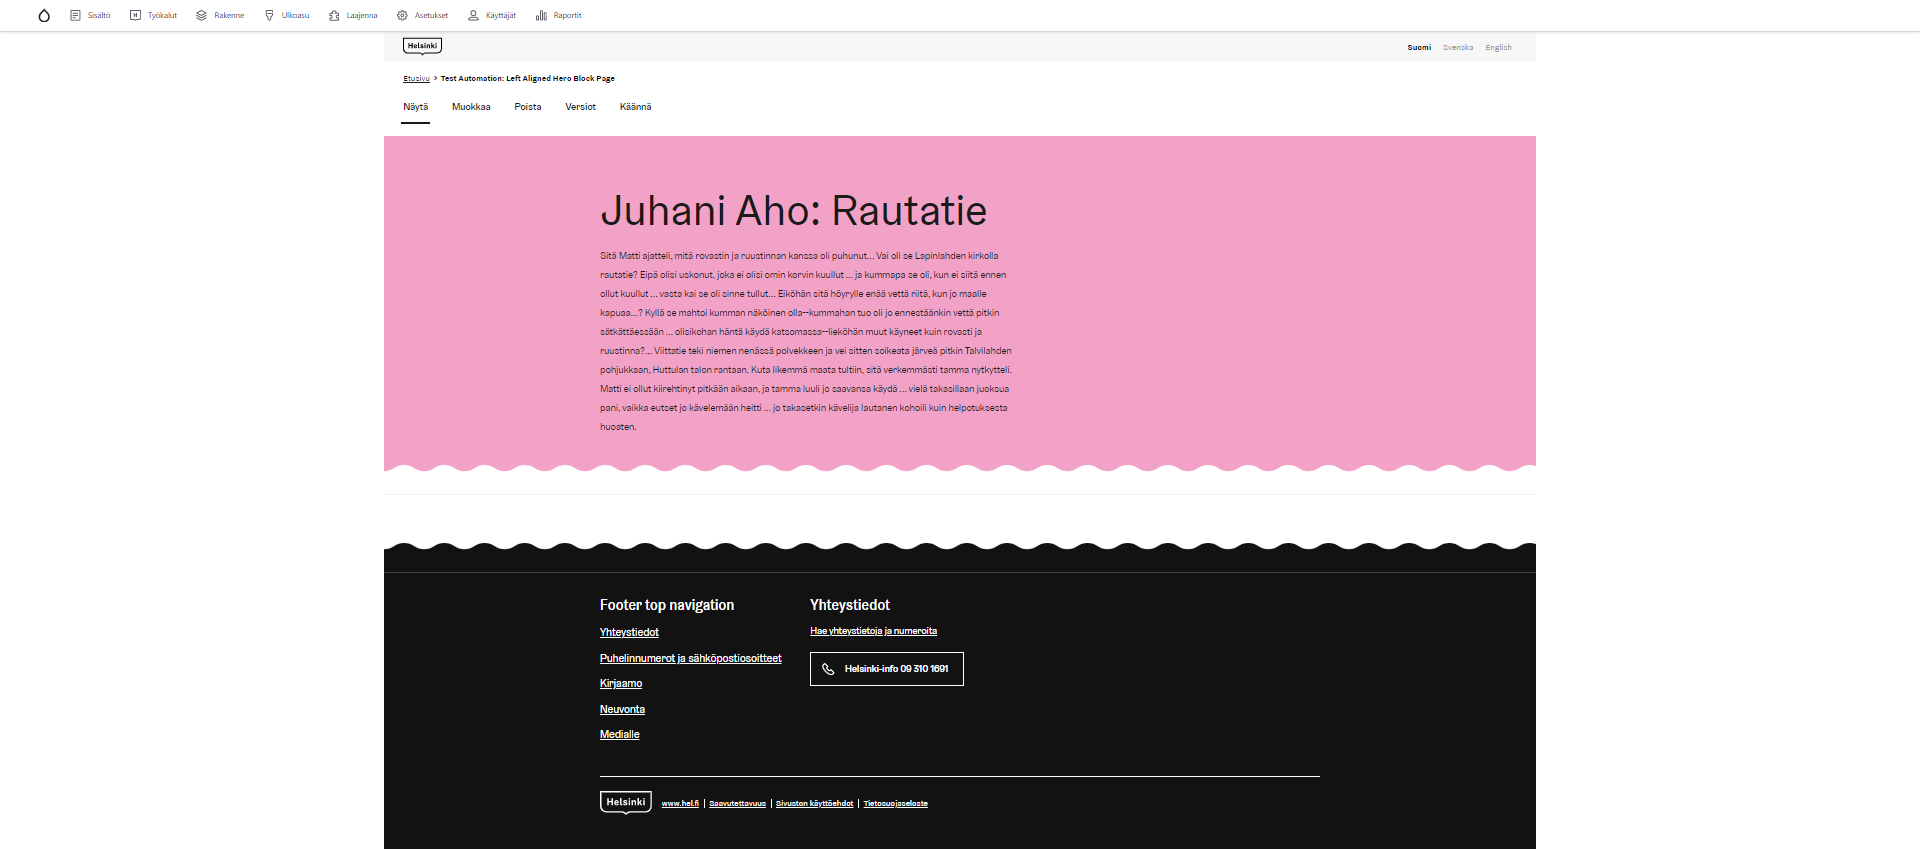 Sisältö Työkalut Rakenne Ulkoasu Laajenna Asetukset Käyttäjät Raportit
Helsinki
Suomi Svenska English
Etusivu > Test Automation: Left Aligned Hero Block Page
Näytä Muokkaa Poista Versiot Käännä
Juhani Aho: Rautatie
Sitä Matti ajatteli, mitä rovastin ja ruustinnan kanssa oli puhunut... Vai oli se Lapinlahden kirkolla
rautatie? Eipä olisi uskonut, joka ei olisi omin korvin kuullut ... ja kummapa se oli, kun ei siitä ennen
ollut kuullut ... vasta kai se oli sinne tullut... Eiköhän sitä höyrylle enää vettä riitä, kun jo maalle
kapuaa...? Kyllä se mahtoi kumman näköinen olla--kummahan tuo oli jo ennestäänkin vettä pitkin
sätkättäessään ... olisikohan häntä käydä katsomassa--lieköhän muut käyneet kuin rovasti ja
ruustinna?... Viittatie teki niemen nenässä polvekkeen ja vei sitten soikeata järveä pitkin Talvilahden
pohjukkaan, Huttulan talon rantaan. Kuta likemmä maata tultiin, sitä verkemmästi tamma nytkytteli.
Matti ei ollut kiirehtinyt pitkään aikaan, ja tamma luuli jo saavansa käydä ... vielä takasillaan juoksua
pani, vaikka eutset jo kävelemään heitti ... jo takasetkin kävelijä lautanen kohoili kuin helpotuksesta
huoaten.
Footer top navigation
Yhteystiedot
Puhelinnumerot ja sähköpostiosoitteet
Kirjaamo
Neuvonta
Medialle
Yhteystiedot
Hae yhteystietoja ja numeroita
Helsinki-info 09 310 1691
Helsinki
www.hel.fi | Saavutettavuus | Sivuston käyttöehdot | Tietosuojaseloste